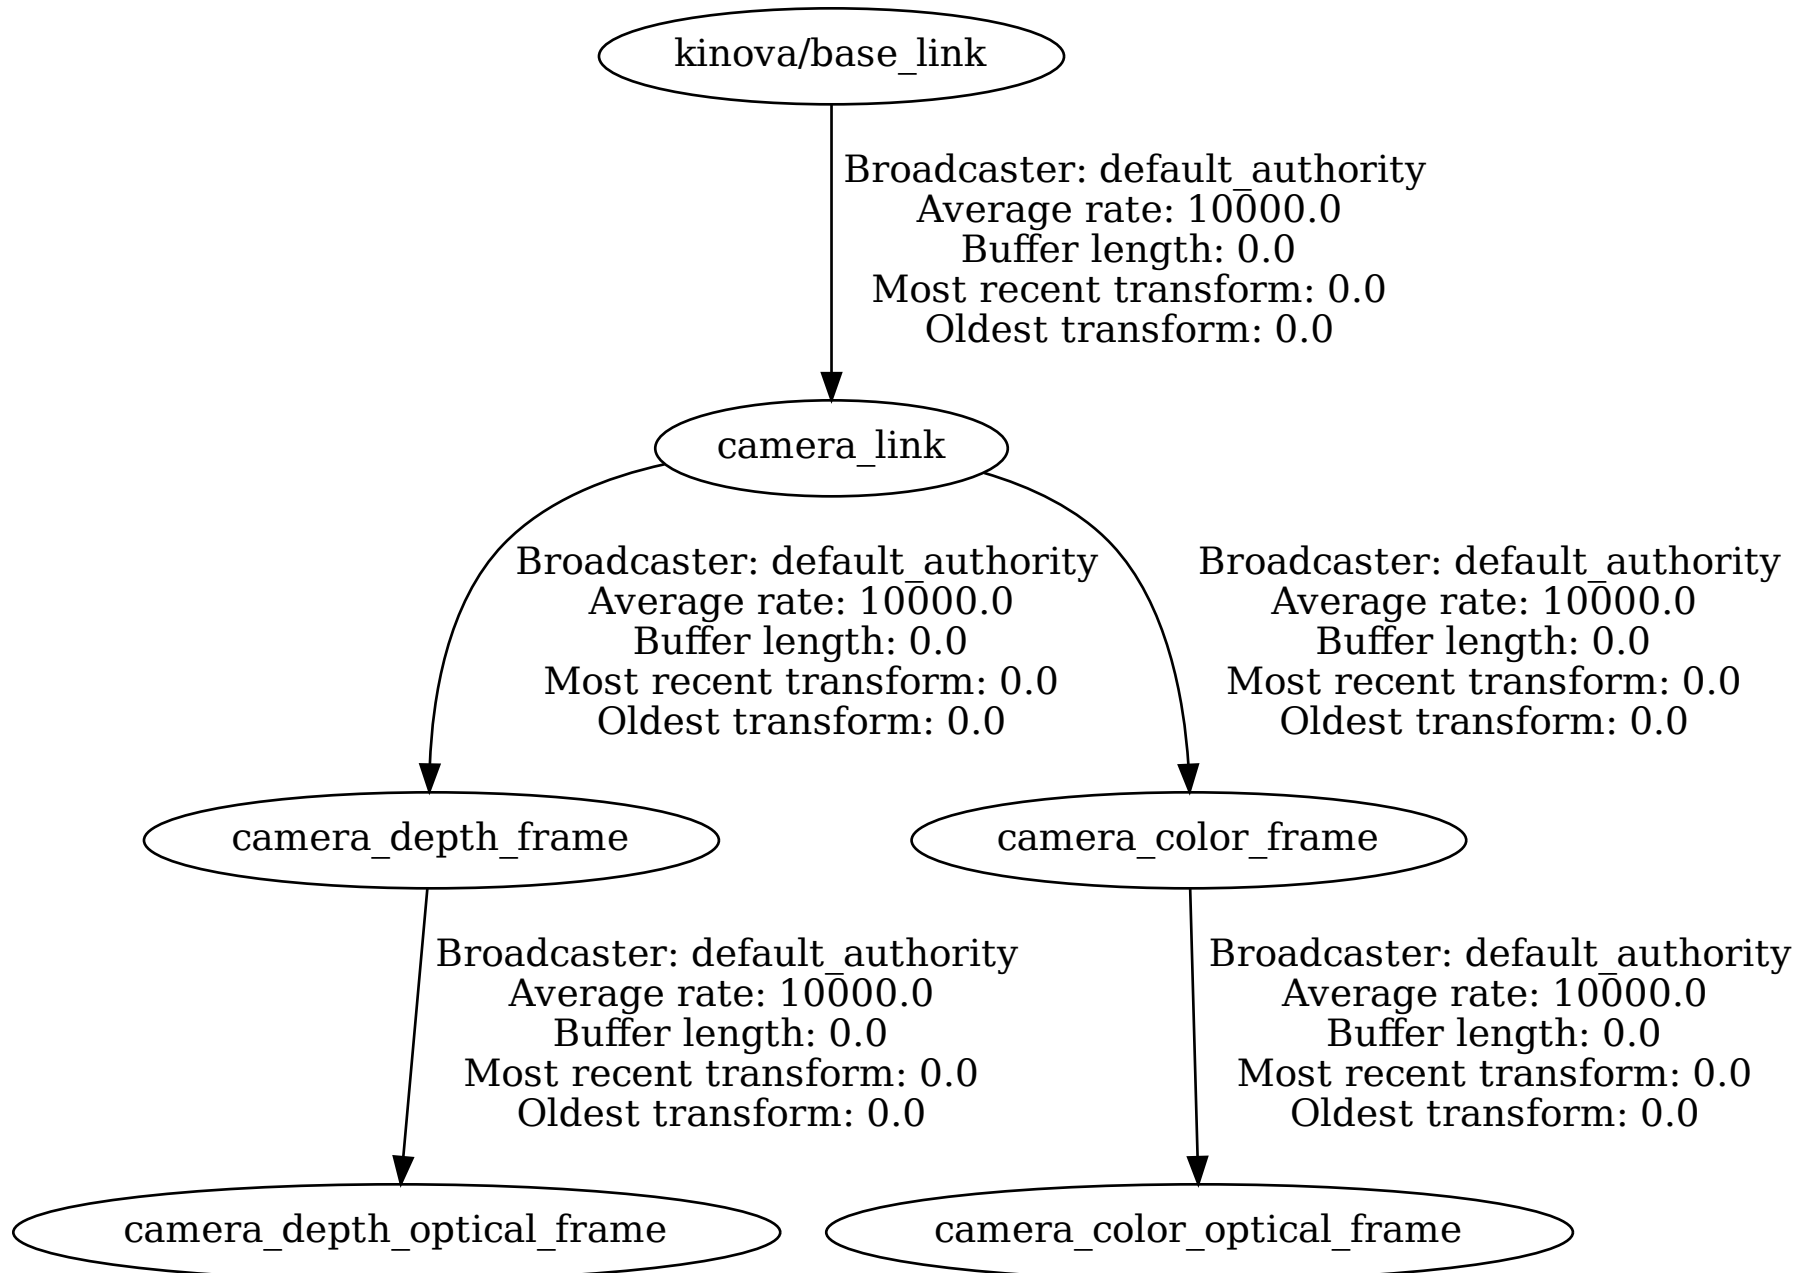 kinova/base_link
Broadcaster: default_authority
Average rate: 10000.0
Buffer length: 0.0
Most recent transform: 0.0
Oldest transform: 0.0
camera_link
Broadcaster: default_authority
Average rate: 10000.0
Buffer length: 0.0
Most recent transform: 0.0
Oldest transform: 0.0
Broadcaster: default_authority
Average rate: 10000.0
Buffer length: 0.0
Most recent transform: 0.0
Oldest transform: 0.0
camera_depth_frame
camera_color_frame
Broadcaster: default_authority
Average rate: 10000.0
Buffer length: 0.0
Most recent transform: 0.0
Oldest transform: 0.0
Broadcaster: default_authority
Average rate: 10000.0
Buffer length: 0.0
Most recent transform: 0.0
Oldest transform: 0.0
camera_depth_optical_frame
camera_color_optical_frame